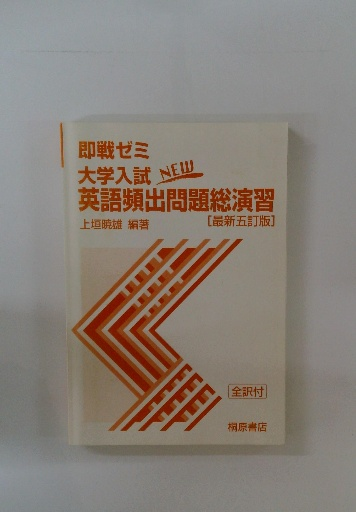 即戦ゼミ
大学入試 NEW
英語頻出問題総演習
上垣暁雄 編著 [最新五訂版]
全訳付
桐原書店